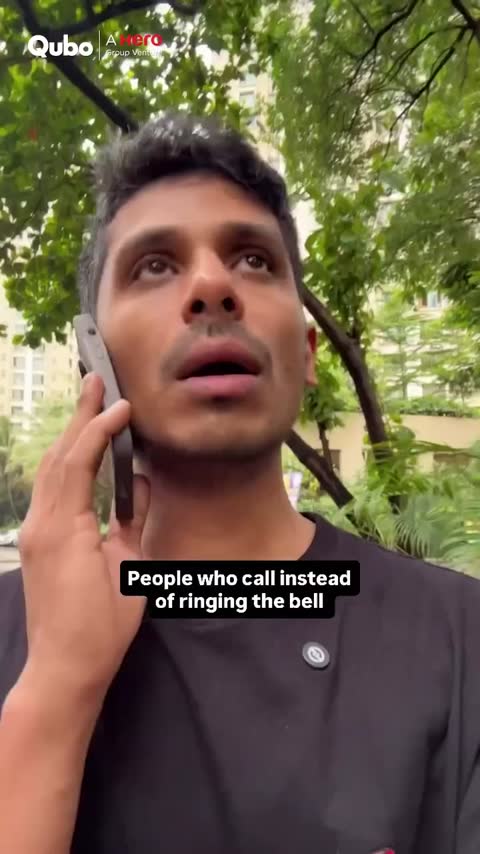 Qubo
A Hero
Group Venture
People who call instead
of ringing the bell